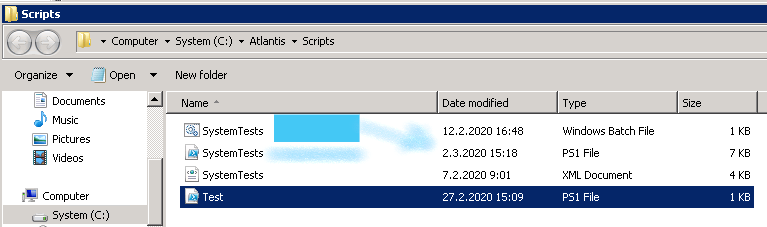 Scripts
Computer ▸ System (C:) ▸ Atlantis ▸ Scripts
Organize Open New folder
Documents
Music
Pictures
Videos
Computer
System (C:)
Name Date modified Type Size
SystemTests 12.2.2020 16:48 Windows Batch File 1 KB
SystemTests 2.3.2020 15:18 PS1 File 7 KB
SystemTests 7.2.2020 9:01 XML Document 4 KB
Test 27.2.2020 15:09 PS1 File 1 KB